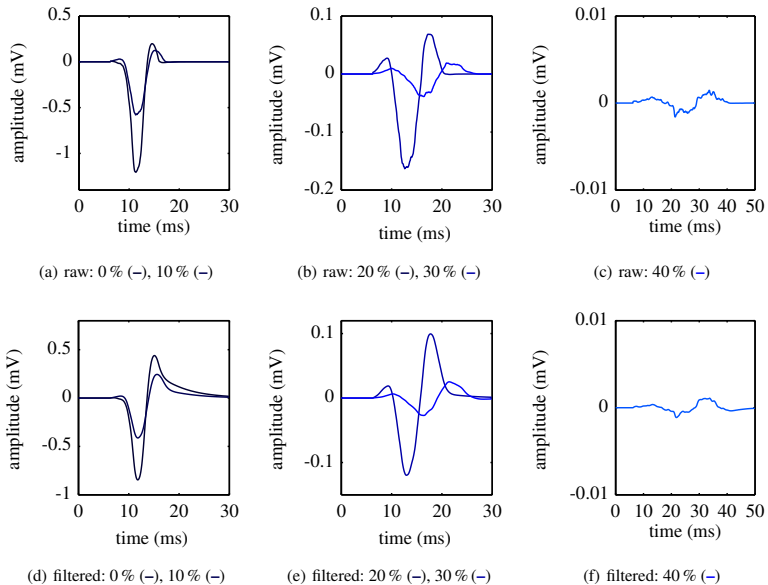 amplitude (mV)
0.5
0
-0.5
-1
0 10 20 30
time (ms)
(a) raw: 0 % (–), 10 % (–)
amplitude (mV)
0.1
0
-0.1
-0.2
0 10 20 30
time (ms)
(b) raw: 20 % (–), 30 % (–)
amplitude (mV)
0.01
0
-0.01
0 10 20 30 40 50
time (ms)
(c) raw: 40 % (–)
amplitude (mV)
0.5
0
-0.5
-1
0 10 20 30
time (ms)
(d) filtered: 0 % (–), 10 % (–)
amplitude (mV)
0.1
0
-0.1
0 10 20 30
time (ms)
(e) filtered: 20 % (–), 30 % (–)
amplitude (mV)
0.01
0
-0.01
0 10 20 30 40 50
time (ms)
(f) filtered: 40 % (–)